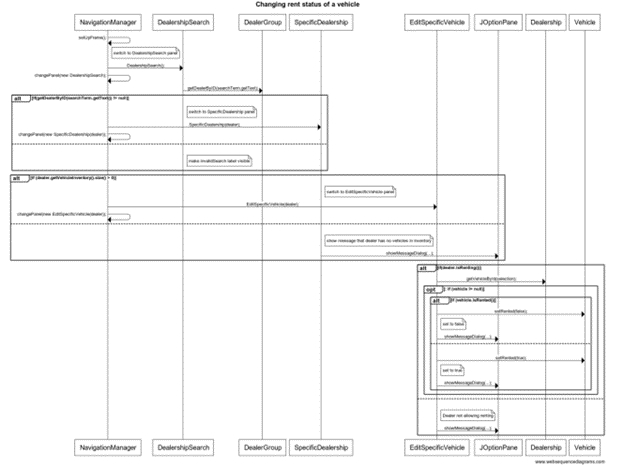 Changing rent status of a vehicle
NavigationManager DealershipSearch DealerGroup SpecificDealership EditSpecificVehicle JOptionPane Dealership Vehicle
setUpFrame()
switch to DealershipSearch panel
DealershipSearch()
changePanel(new DealershipSearch)
getDealerByID(searchTerm.getText)
alt [if(getDealerByID(searchTerm.getText) != null)]
switch to SpecificDealership panel
SpecificDealership(dealer)
changePanel(new SpecificDealership(dealer))
make invalidSearch label visible
alt [if (dealer.getVehicleInventory().size() > 0)]
switch to EditSpecificVehicle panel
EditSpecificVehicle(dealer)
changePanel(new EditSpecificVehicle(dealer))
show message that dealer has no vehicles in inventory
showMessageDialog(...)
alt [if(dealer.isRenting)]
getVehicleByID(selection)
opt [ if (vehicle != null)]
alt [if (vehicle.isRented)]
setRented(false)
set to false
showMessageDialog(...)
setRented(true)
set to true
showMessageDialog(...)
Dealer not allowing renting
showMessageDialog(...)
NavigationManager DealershipSearch DealerGroup SpecificDealership EditSpecificVehicle JOptionPane Dealership Vehicle
www.websequencediagrams.com